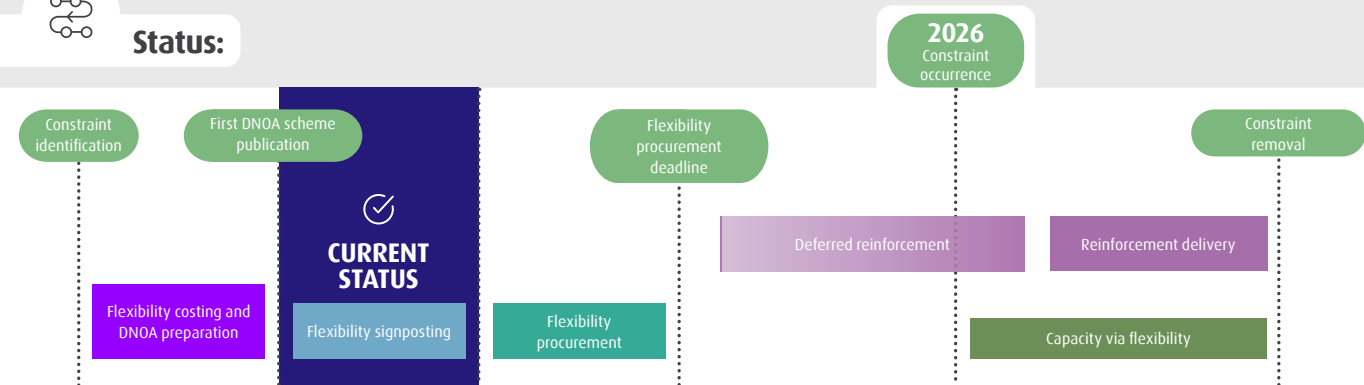 Status:
2026
Constraint
occurrence
Constraint
identification
First DNOA scheme
publication
Flexibility
procurement
deadline
Constraint
removal
CURRENT
STATUS
Deferred reinforcement
Reinforcement delivery
Flexibility costing and
DNOA preparation
Flexibility signposting
Flexibility
procurement
Capacity via flexibility